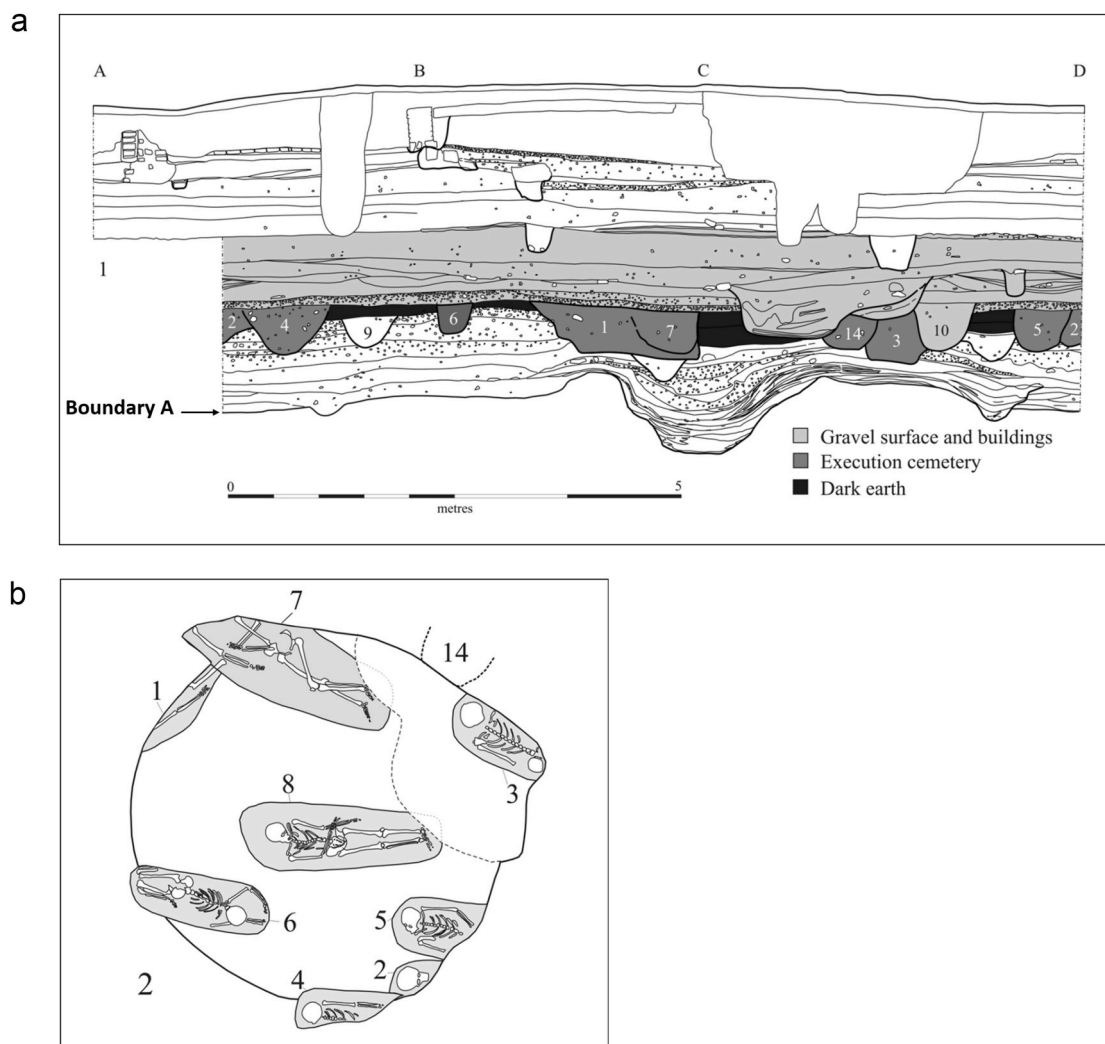 a
A B C D
1
2 4 9 6 1 7 14 3 10 5 2
Boundary A
Gravel surface and buildings
Execution cemetery
Dark earth
0 5
metres
b
7
14
1
3
8
6
5
2
4
2